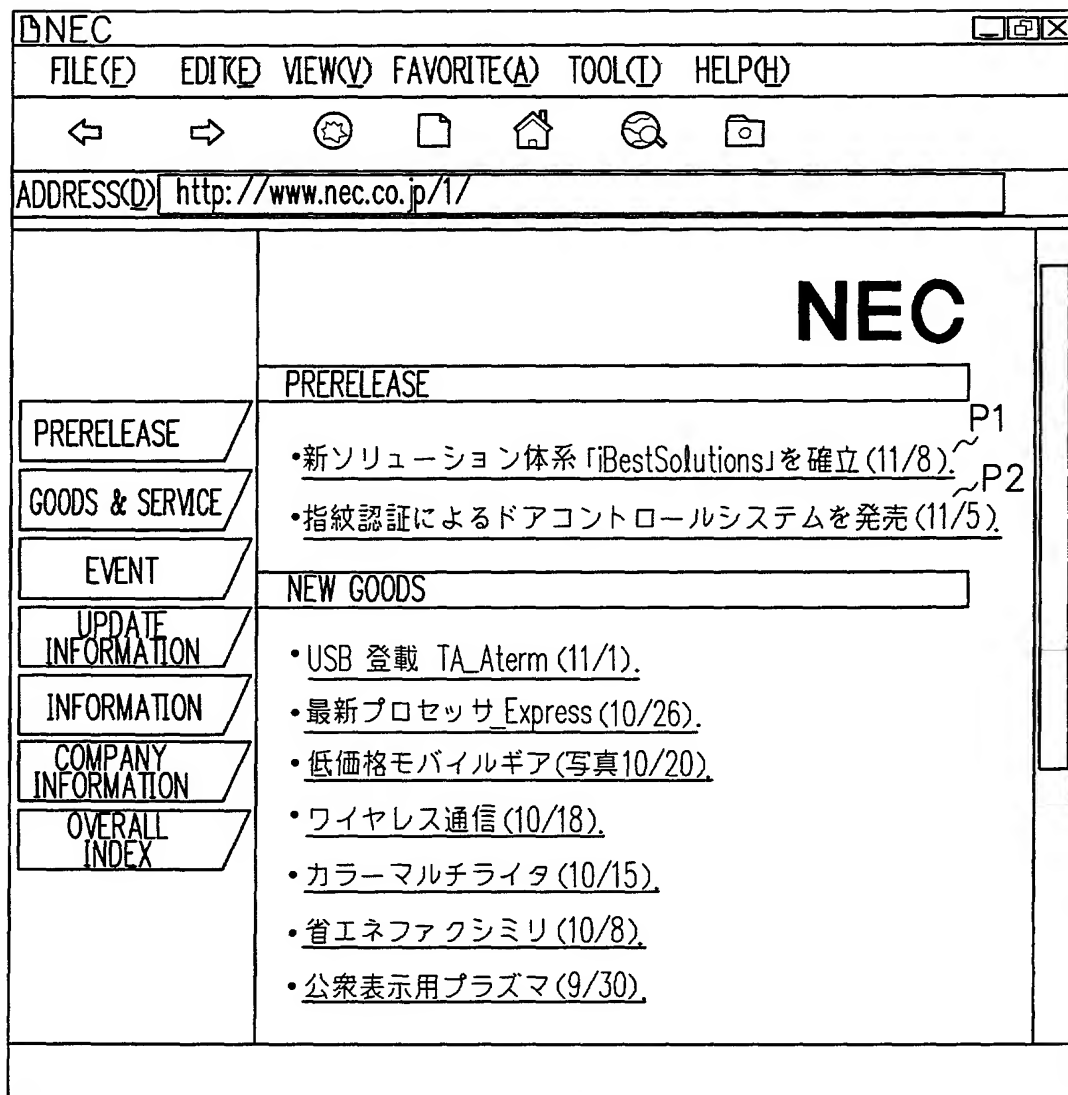 NEC
FILE(F) EDIT(E) VIEW(V) FAVORITE(A) TOOL(T) HELP(H)
ADDRESS(D) http://www.nec.co.jp/1/
NEC
PRERELEASE
P1
・新ソリューション体系「iBestSolutions」を確立(11/8).
P2
・指紋認証によるドアコントロールシステムを発売(11/5).
NEW GOODS
・USB 登載 TA_Aterm(11/1).
・最新プロセッサ_Express(10/26).
・低価格モバイルギア(写真10/20).
・ワイヤレス通信(10/18).
・カラーマルチライタ(10/15).
・省エネファクシミリ(10/8).
・公衆表示用プラズマ(9/30).
PRERELEASE
GOODS & SERVICE
EVENT
UPDATE
INFORMATION
INFORMATION
COMPANY
INFORMATION
OVERALL
INDEX